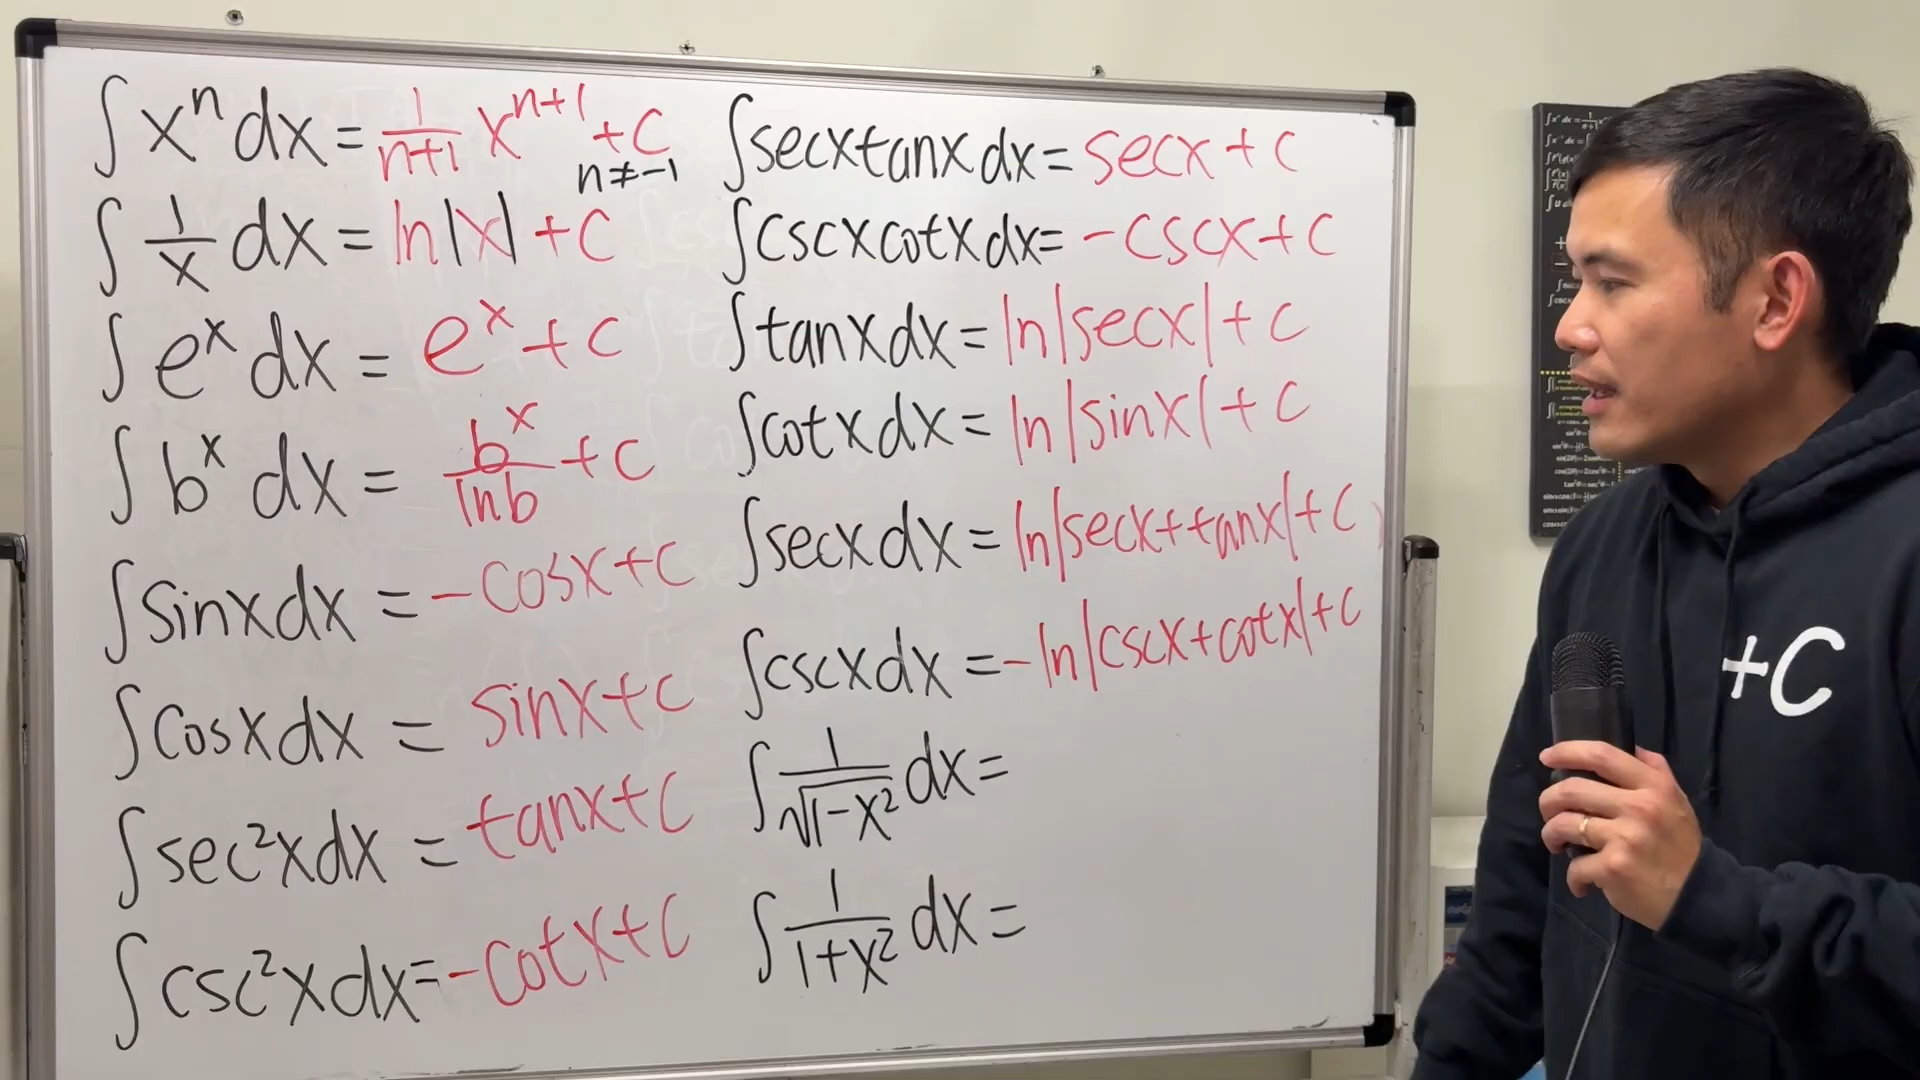 ∫ xⁿ dx = 1/(n+1) xⁿ⁺¹ + C
n ≠ -1
∫ 1/x dx = ln|x| + C
∫ eˣ dx = eˣ + C
∫ bˣ dx = bˣ/ln b + C
∫ sinx dx = -cosx + C
∫ cosx dx = sinx + C
∫ sec²x dx = tanx + C
∫ csc²x dx = -cotx + C
∫ secx tanx dx = secx + C
∫ cscx cotx dx = -cscx + C
∫ tanx dx = ln|secx| + C
∫ cotx dx = ln|sinx| + C
∫ secx dx = ln|secx + tanx| + C
∫ cscx dx = -ln|cscx + cotx| + C
∫ 1/√(1-x²) dx =
∫ 1/(1+x²) dx =
+C